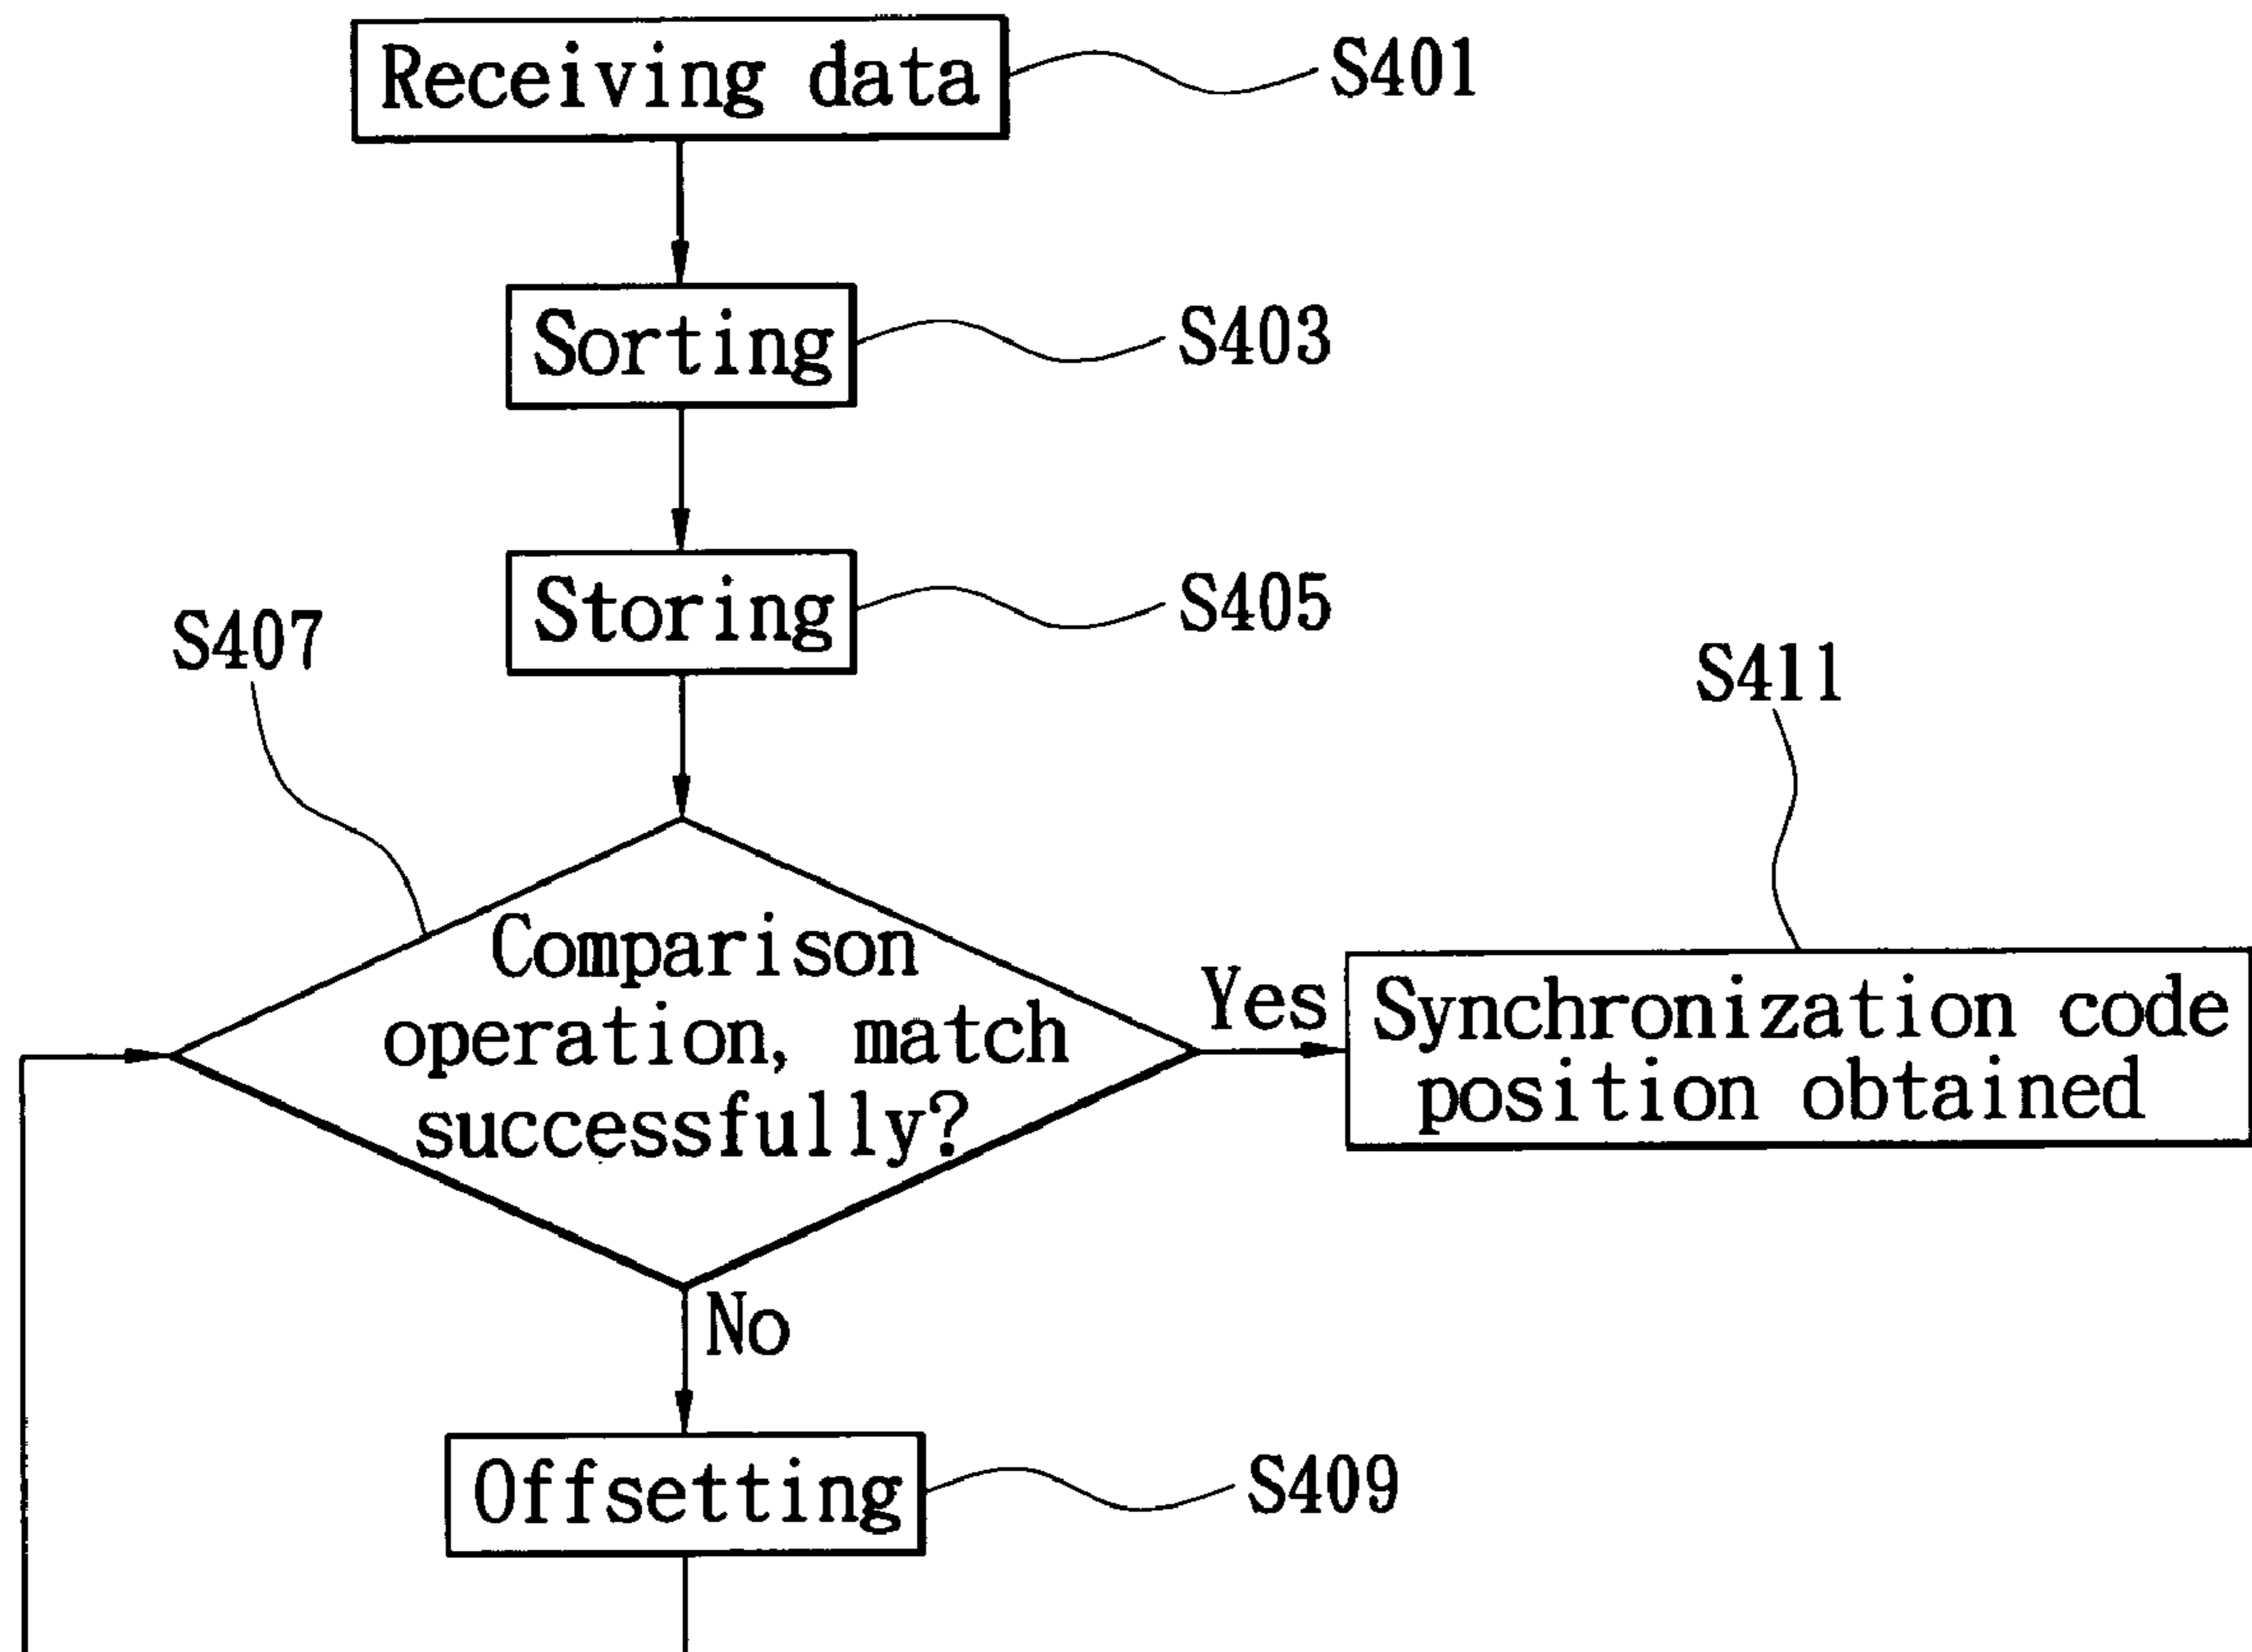 Receiving data
S401
Sorting
S403
Storing
S405
S407
S411
Comparison
operation, match
successfully?
Yes
Synchronization code
position obtained
No
Offsetting
S409